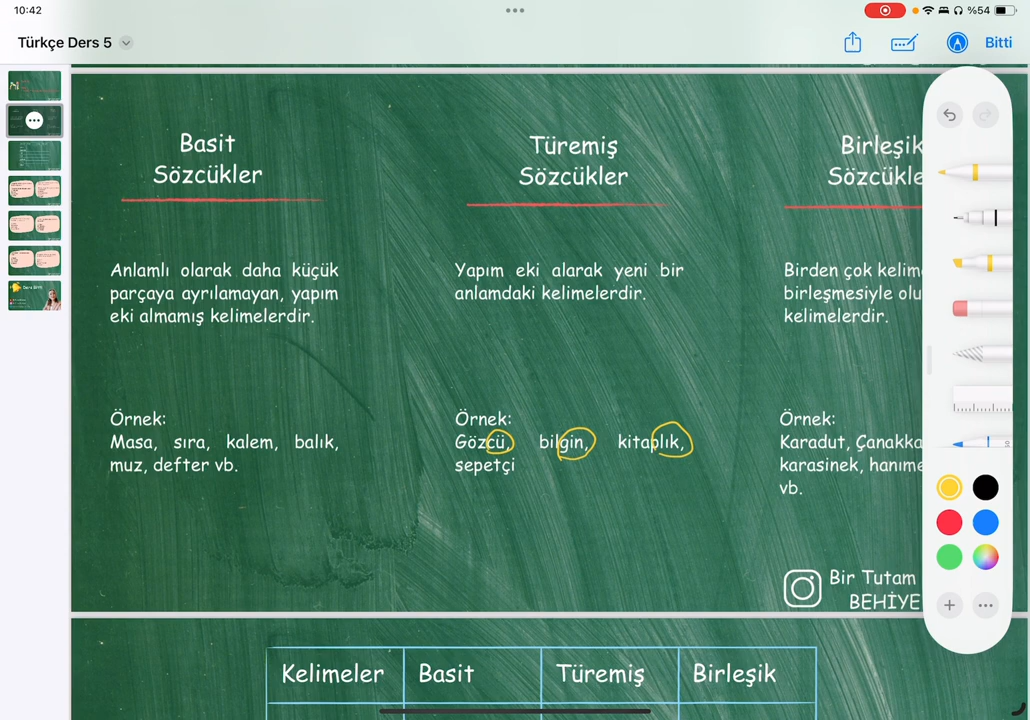 10:42
%54
Türkçe Ders 5
Bitti
Basit
Sözcükler
Anlamlı olarak daha küçük
parçaya ayrılamayan, yapım
eki almamış kelimelerdir.
Örnek:
Masa, sıra, kalem, balık,
muz, defter vb.
Türemiş
Sözcükler
Yapım eki alarak yeni bir
anlamdaki kelimelerdir.
Örnek:
Gözcü, bilgin, kitaplık,
sepetçi
Birleşik
Sözcükle
Birden çok kelim
birleşmesiyle olu
kelimelerdir.
Örnek:
Karadut, Çanakka
karasinek, hanıme
vb.
Bir Tutam
BEHİYE
Kelimeler Basit Türemiş Birleşik